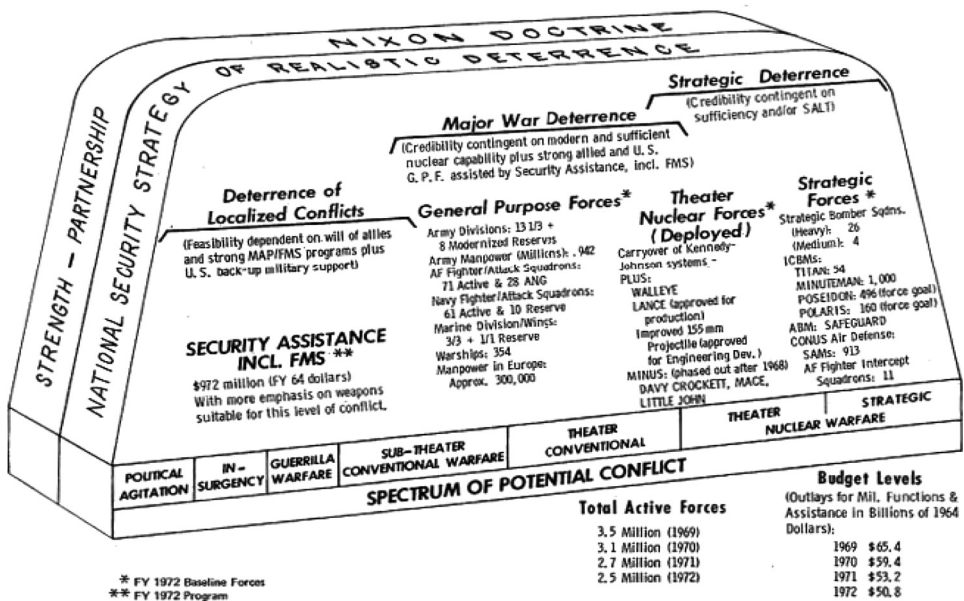 NIXON DOCTRINE
STRENGTH – PARTNERSHIP
NATIONAL SECURITY STRATEGY OF REALISTIC DETERRENCE
Strategic Deterrence
(Credibility contingent on
sufficiency and/or SALT)
Major War Deterrence
(Credibility contingent on modern and sufficient
nuclear capability plus strong allied and U. S.
G. P. F. assisted by Security Assistance, incl. FMS)
Deterrence of
Localized Conflicts
(Feasibility dependent on will of allies
and strong MAP/FMS programs plus
U. S. back-up military support)
SECURITY ASSISTANCE
INCL. FMS **
$972 million (FY 64 dollars)
With more emphasis on weapons
suitable for this level of conflict.
General Purpose Forces*
Army Divisions: 13 1/3 +
8 Modernized Reserves
Army Manpower (Millions): .942
AF Fighter/Attack Squadrons:
71 Active & 28 ANG
Navy Fighter/Attack Squadrons:
61 Active & 10 Reserve
Marine Division/Wings:
3/3 + 1/1 Reserve
Warships: 354
Manpower in Europe:
Approx. 300,000
Theater
Nuclear Forces*
(Deployed)
Carryover of Kennedy-
Johnson systems -
PLUS:
WALLEYE
LANCE (approved for
production)
Improved 155 mm
Projectile (approved
for Engineering Dev.)
MINUS: (phased out after 1968)
DAVY CROCKETT, MACE,
LITTLE JOHN
Strategic
Forces *
Strategic Bomber Sqdns.
(Heavy): 26
(Medium): 4
ICBMs:
TITAN: 54
MINUTEMAN: 1,000
POSEIDON: 496 (force goal)
POLARIS: 160 (force goal)
ABM: SAFEGUARD
CONUS Air Defense:
SAMs: 913
AF Fighter Intercept
Squadrons: 11
POLITICAL
AGITATION
IN–
SURGENCY
GUERRILLA
WARFARE
SUB–THEATER
CONVENTIONAL WARFARE
THEATER
CONVENTIONAL
THEATER
STRATEGIC
NUCLEAR WARFARE
SPECTRUM OF POTENTIAL CONFLICT
Total Active Forces
3.5 Million (1969)
3.1 Million (1970)
2.7 Million (1971)
2.5 Million (1972)
Budget Levels
(Outlays for Mil. Functions &
Assistance in Billions of 1964
Dollars):
1969 $65.4
1970 $59.4
1971 $53.2
1972 $50.8
* FY 1972 Baseline Forces
** FY 1972 Program